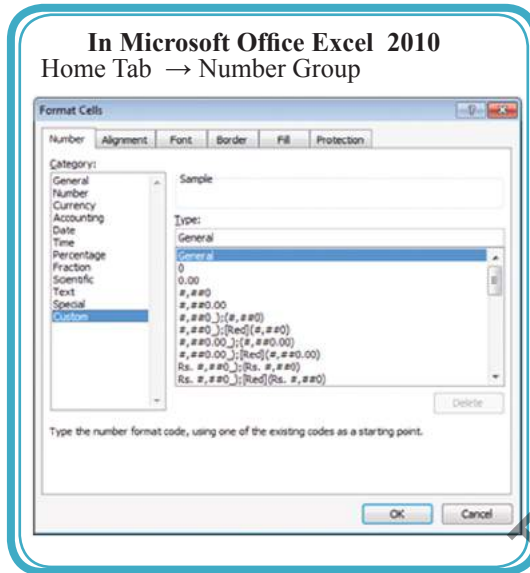 In Microsoft Office Excel 2010
Home Tab → Number Group
Format Cells
Number Alignment Font Border Fill Protection
Category:
General
Number
Currency
Accounting
Date
Time
Percentage
Fraction
Scientific
Text
Special
Custom
Sample
Type:
General
General
0
0.00
#,##0
#,##0.00
#,##0_);(#,##0)
#,##0_);[Red](#,##0)
#,##0.00_);(#,##0.00)
#,##0.00_);[Red](#,##0.00)
Rs. #,##0_);(Rs. #,##0)
Rs. #,##0_);[Red](Rs. #,##0)
Delete
Type the number format code, using one of the existing codes as a starting point.
OK Cancel